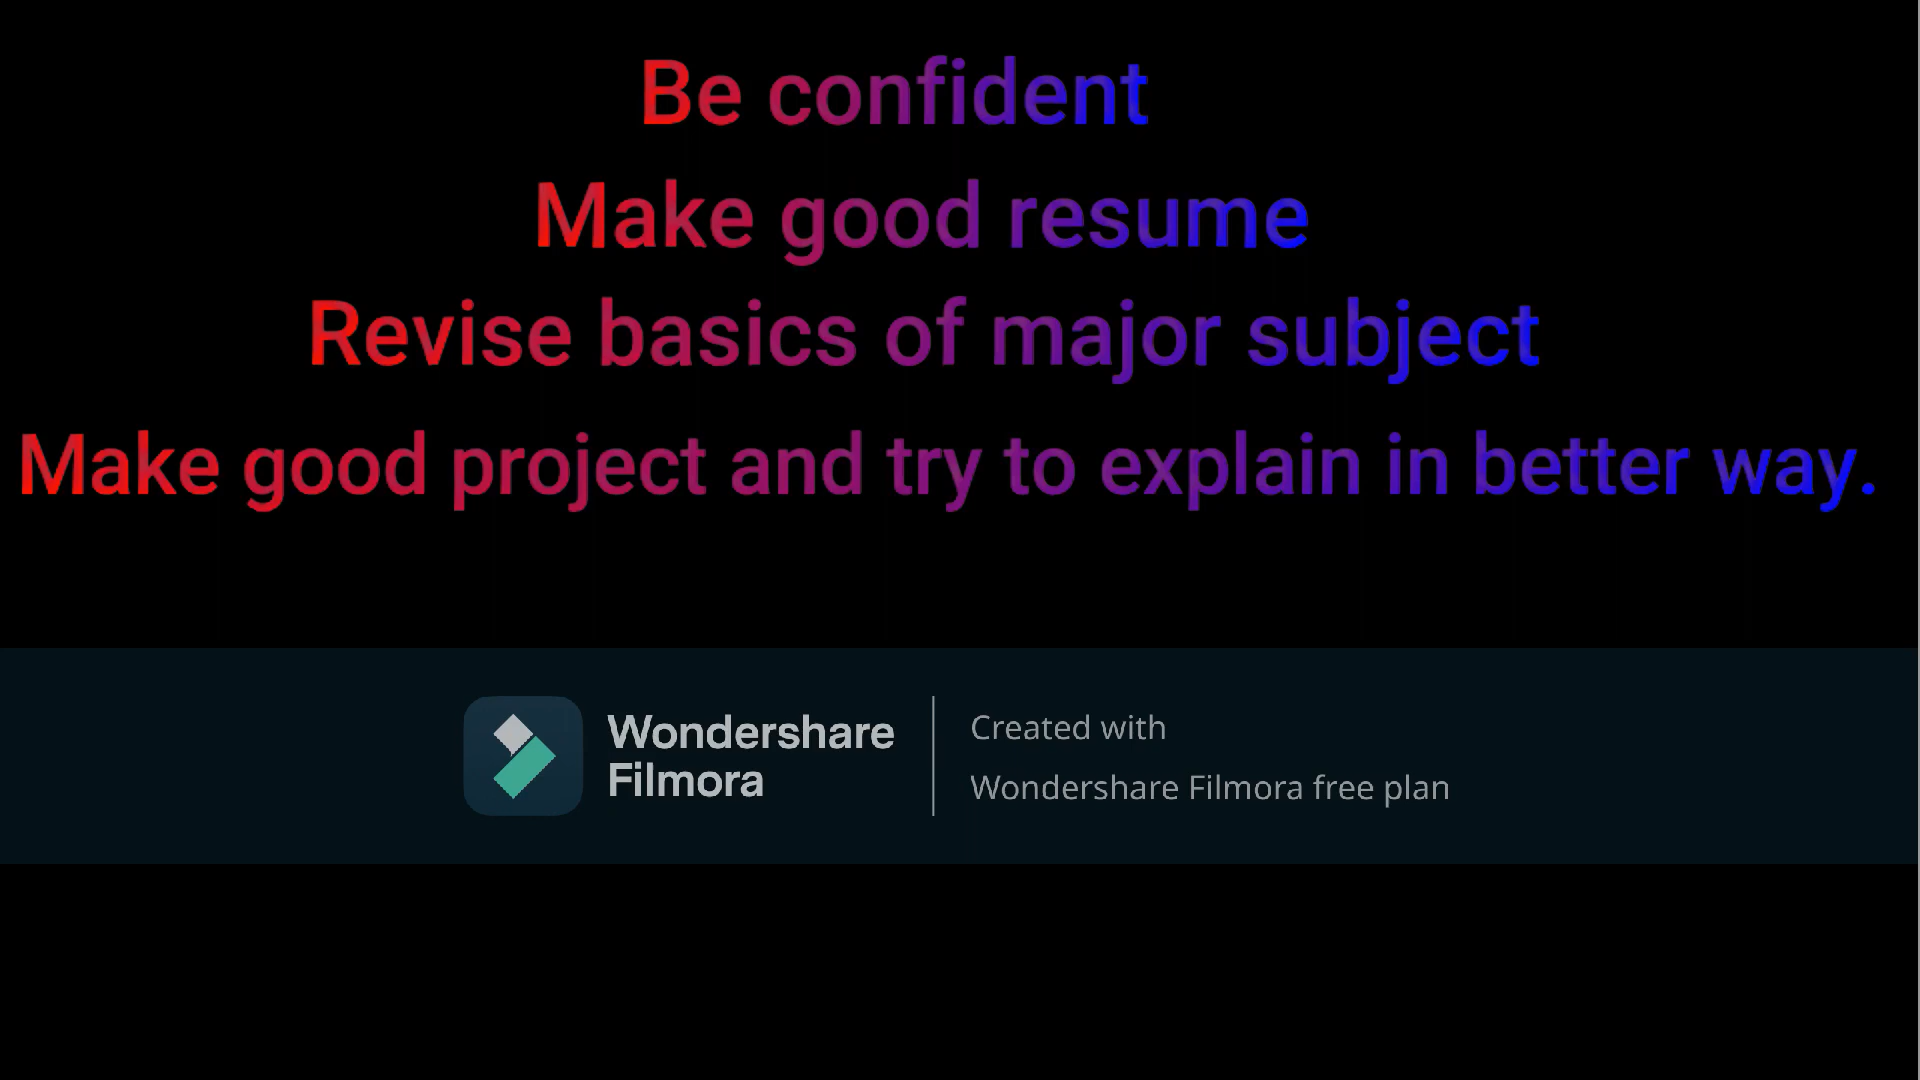 Be confident
Make good resume
Revise basics of major subject
Make good project and try to explain in better way.
Wondershare
Filmora
Created with
Wondershare Filmora free plan